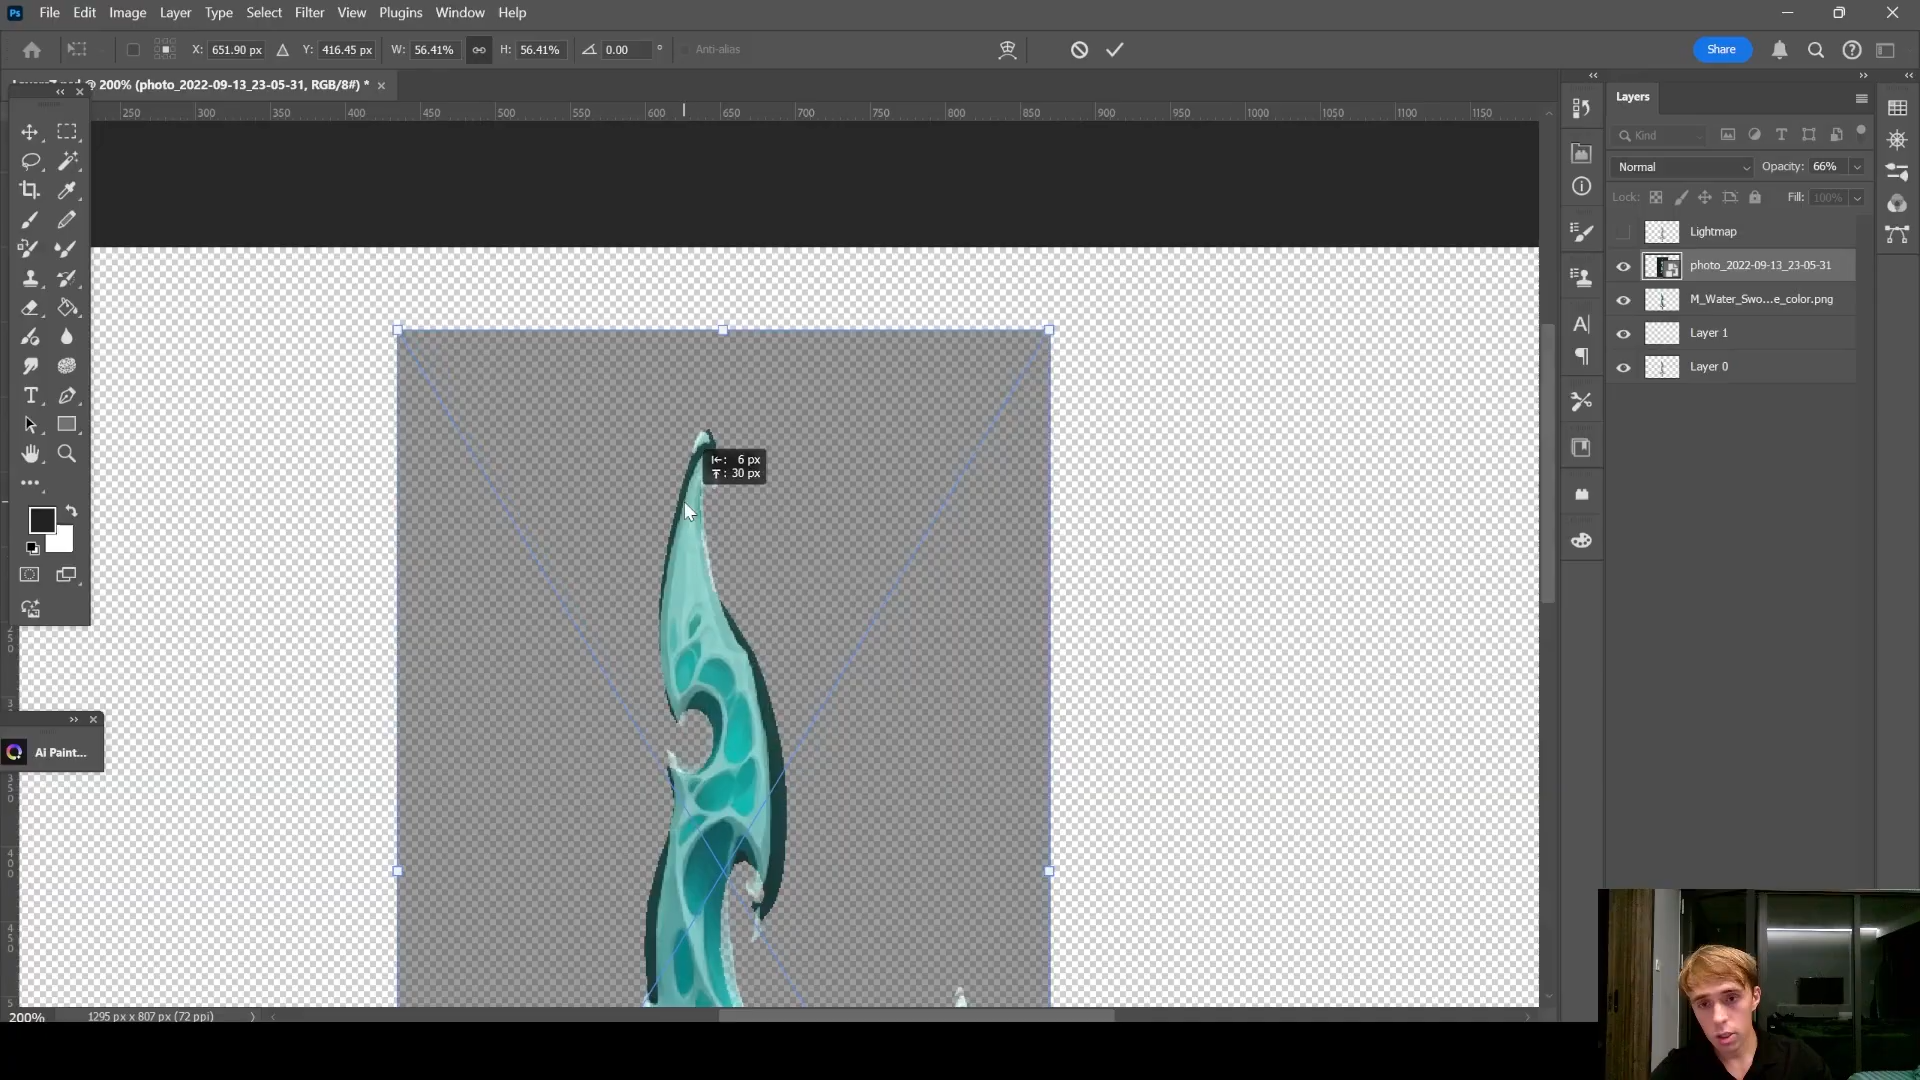 Ps File Edit Image Layer Type Select Filter View Plugins Window Help
X: 651.90 px Y: 416.45 px W: 56.41% H: 56.41% 0.00 ° Anti-alias Share
@ 200% (photo_2022-09-13_23-05-31, RGB/8#) * ×
250 300 350 400 450 500 550 600 650 700 750 800 850 900 950 1000 1050 1100 1150
Layers
Kind
Normal Opacity: 66%
Lock: Fill: 100%
Lightmap
photo_2022-09-13_23-05-31
M_Water_Swo...e_color.png
Layer 1
Layer 0
6 px
30 px
Ai Paint...
350
400
450
200% 1295 px x 807 px (72 ppi)